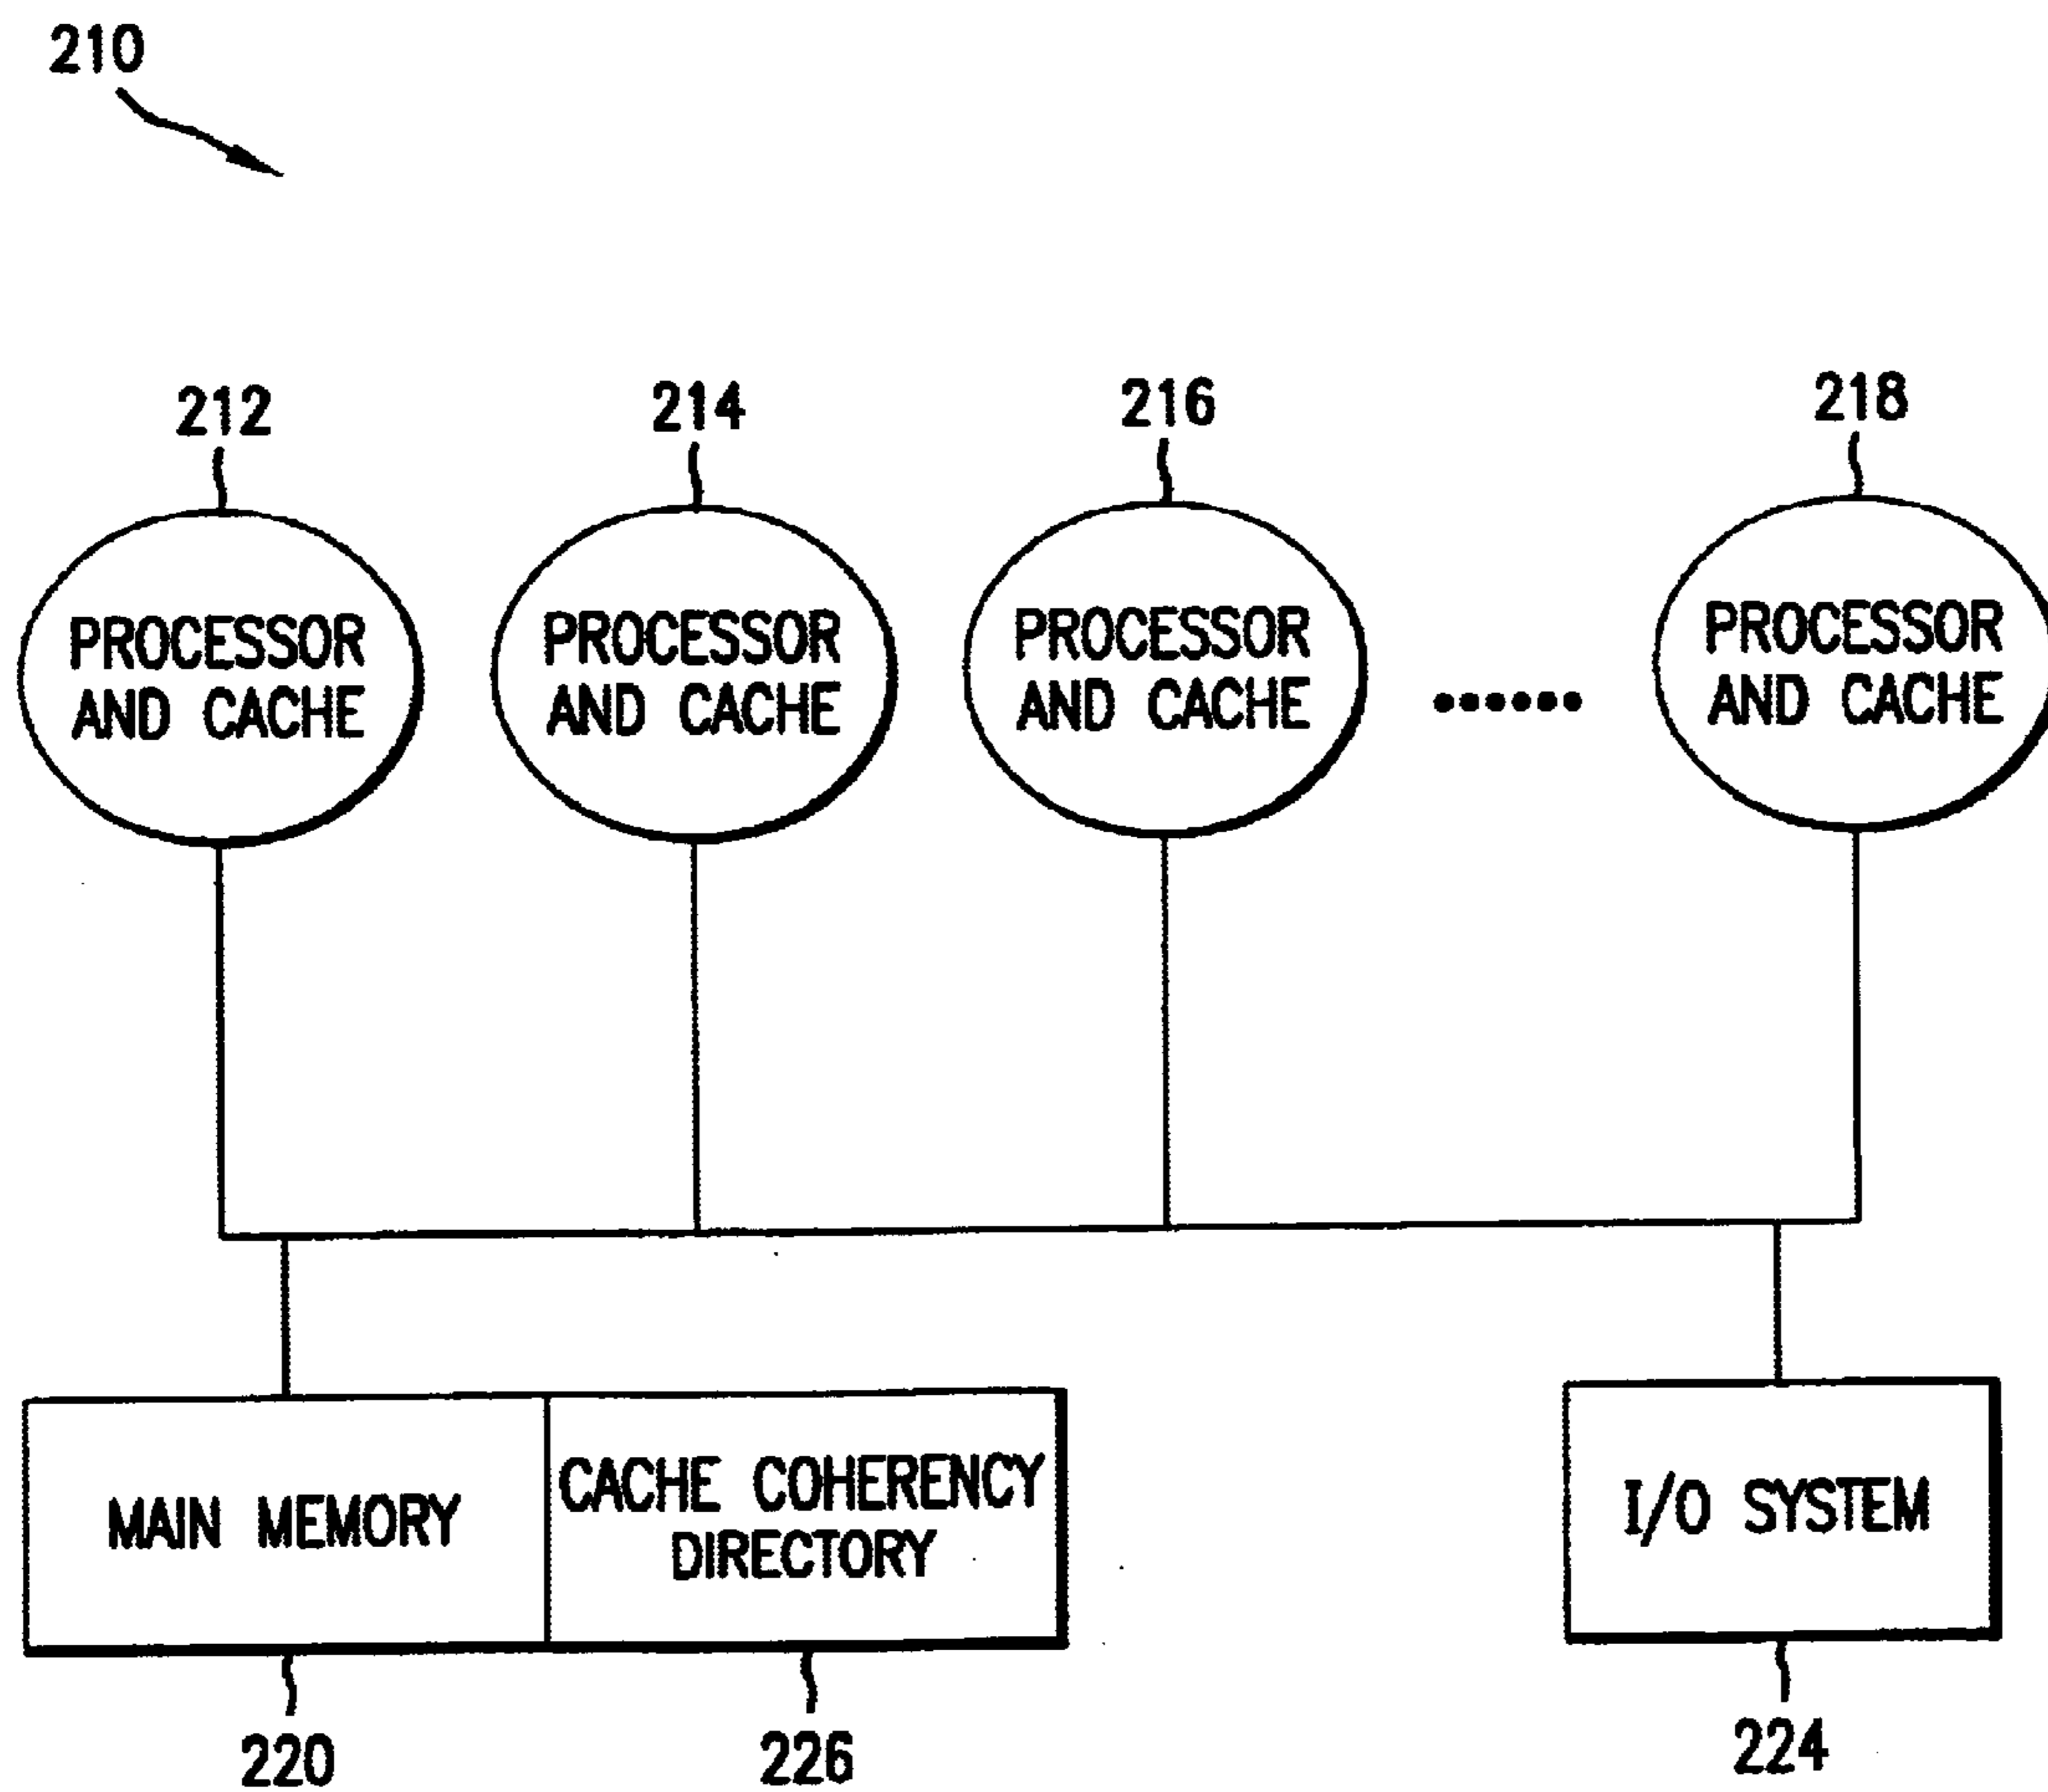 210
212
214
216
218
PROCESSOR
AND CACHE
PROCESSOR
AND CACHE
PROCESSOR
AND CACHE
PROCESSOR
AND CACHE
MAIN MEMORY
CACHE COHERENCY
DIRECTORY
I/O SYSTEM
220
226
224